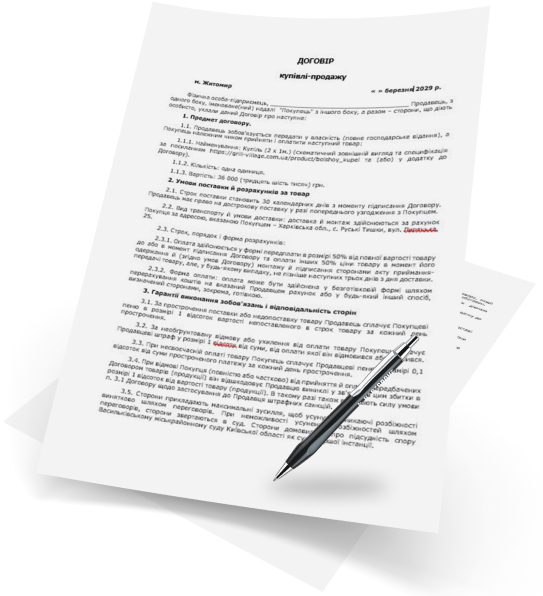 ДОГОВІР
купівлі-продажу
м. Житомир « » березня 2029 р.
Фізична особа-підприємець, Продавець, з
одного боку, іменоване(ний) надалі "Покупець" з іншого боку, а разом – сторони, що діють
особисто, уклали даний Договір про наступне:
1. Предмет договору.
1.1. Продавець зобов'язується передати у власність (повне господарське відання), а
Покупець належним чином прийняти і оплатити наступний товар:
1.1.1. Найменування: Купіль (2 х 1м.) (схематичний зовнішній вигляд та специфікація
за посиланням https://gril-village.com.ua/product/bolshoy_kupel та (або) у додатку до
Договору).
1.1.2. Кількість: одна одиниця.
1.1.3. Вартість: 36 000 (тридцять шість тисяч) грн.
2. Умови поставки й розрахунків за товар
2.1. Строк поставки становить 30 календарних днів з моменту підписання Договору.
Продавець має право на дострокову поставку у разі попереднього узгодження з Покупцем.
2.2. Вид транспорту й умови доставки: доставка й монтаж здійснюється за рахунок
Покупця за адресою, вказаною Покупцем – Харківська обл., с. Руські Тишки, вул.
25.
2.3. Строк, порядок і форма розрахунків:
2.3.1. Оплата здійснюється у формі передплати в розмірі 50% від повної вартості товару
до або в момент підписання Договору та оплати інших 50% ціни товару в момент його
одержання й (згідно умов Договору) монтажу й підписання сторонами акту приймання-
передачі товару, але, у будь-якому випадку, не пізніше наступних трьох днів з дня доставки.
2.3.2. Форма оплати: оплата може бути здійснена у безготівковій формі шляхом
перерахування коштів на вказаний Продавцем рахунок або у будь-який інший спосіб,
визначений сторонами, зокрема, готівкою.
3. Гарантії виконання зобов'язань і відповідальність сторін
3.1. За прострочення поставки або недопоставку товару Продавець сплачує Покупцеві
пеню в розмірі 1 відсоток вартості непоставленого в строк товару за кожний день
прострочення.
3.2. За необґрунтовану відмову або ухилення від оплати товару Покупець сплачує
Продавцеві штраф у розмірі 1 відсоток від суми, від оплати якої він відмовився або ухилився.
3.3. При несвоєчасній оплаті товару Покупець сплачує Продавцеві пеню розмірі 0,1
відсоток від суми простроченого платежу за кожний день прострочення.
3.4. При відмові Покупця (повністю або частково) від прийняття й оплати передбачених
Договором товарів (продукції) він відшкодовує Продавцю виниклі у зв'язку цим збитки в
розмірі 1 відсоток від вартості товару (продукції). В такому разі також силу умови
п. 3.1 Договору щодо застосування до Продавця штрафних санкцій.
3.5. Сторони прикладають максимальні зусилля, щоб усунути виникаючі розбіжності
винятково шляхом переговорів. При неможливості усунення розбіжностей шляхом
переговорів, сторони звертаються в суд. Сторони домовились про підсудність спору
Васильківському міськрайонному суду Київської області як суду першої інстанції.